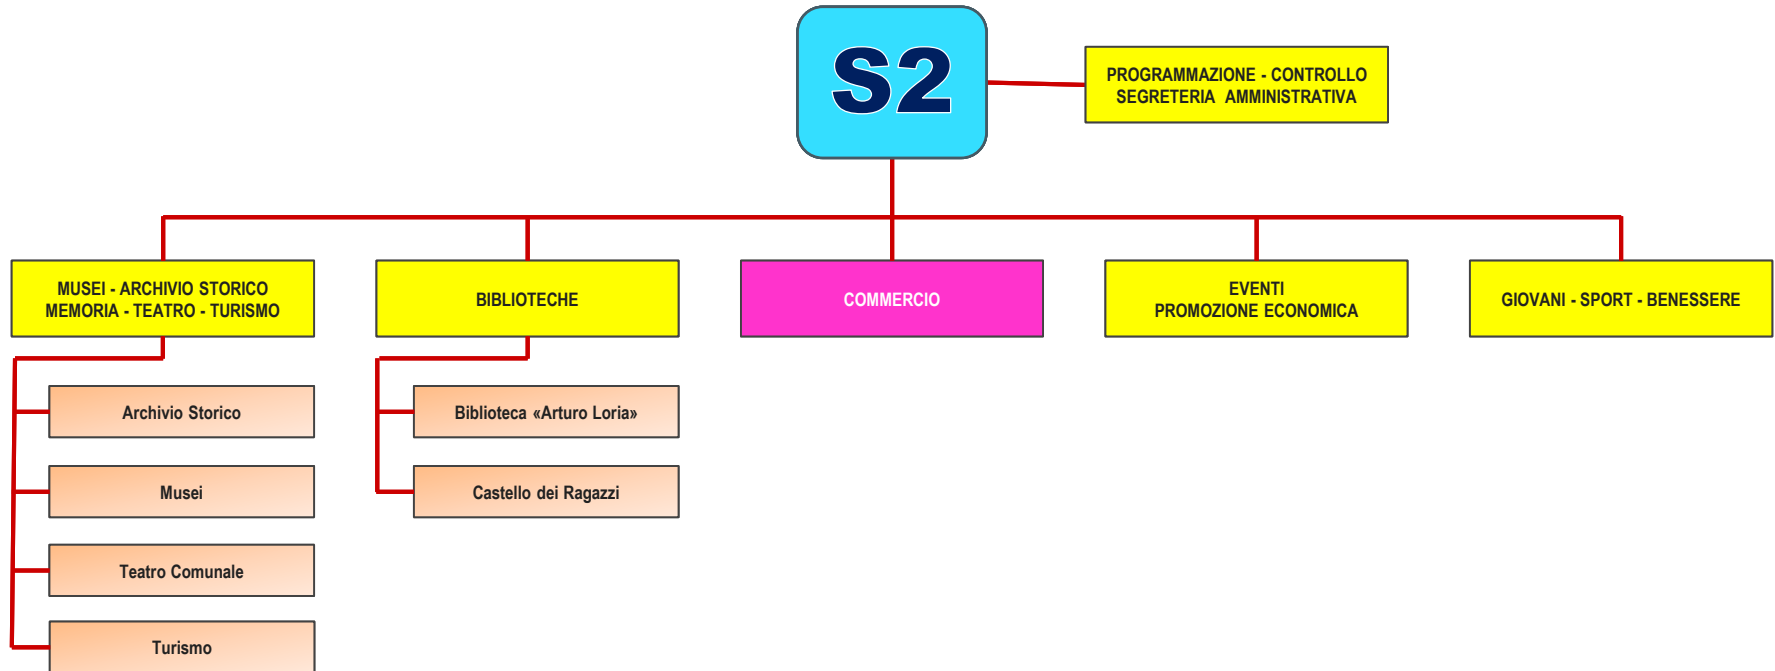 S2
PROGRAMMAZIONE - CONTROLLO
SEGRETERIA AMMINISTRATIVA
MUSEI - ARCHIVIO STORICO
MEMORIA - TEATRO - TURISMO
BIBLIOTECHE
COMMERCIO
EVENTI
PROMOZIONE ECONOMICA
GIOVANI - SPORT - BENESSERE
Archivio Storico
Musei
Teatro Comunale
Turismo
Biblioteca «Arturo Loria»
Castello dei Ragazzi